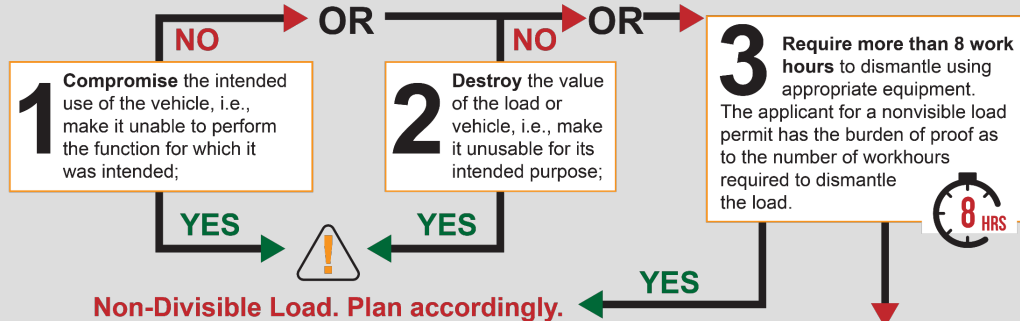 OR
OR
NO
NO
1
Compromise the intended
use of the vehicle, i.e.,
make it unable to perform
the function for which it
was intended;
2
Destroy the value
of the load or
vehicle, i.e., make
it unusable for its
intended purpose;
3
Require more than 8 work
hours to dismantle using
appropriate equipment.
The applicant for a nonvisible load
permit has the burden of proof as
to the number of workhours
required to dismantle
the load.
8 HRS
YES
YES
YES
!
Non-Divisible Load. Plan accordingly.